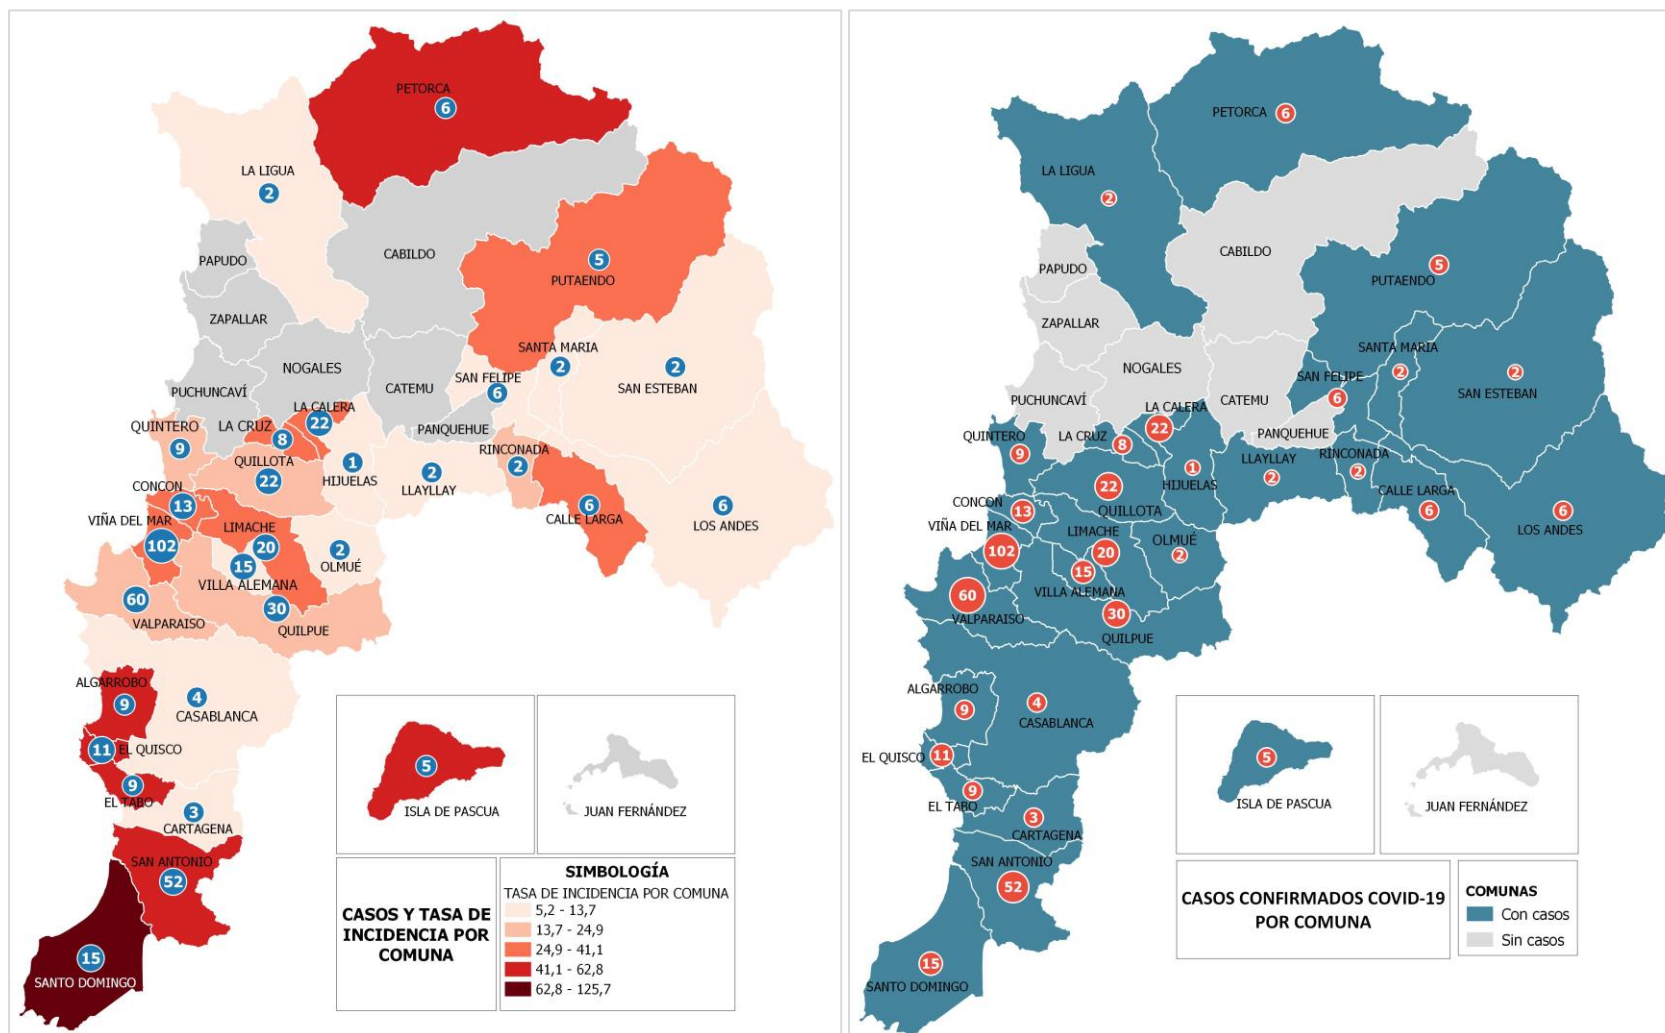 PETORCA
6
LA LIGUA
2
CABILDO
PAPUDO
5
PUTAENDO
ZAPALLAR
SANTA MARIA
2
2
NOGALES
SAN FELIPE
SAN ESTEBAN
CATEMU
6
PUCHUNCAVÍ
LA CALERA
22
QUINTERO
LA CRUZ
8
PANQUEHUE
9
QUILLOTA
1
RINCONADA
2
22
HIJUELAS
2
LLAYLLAY
CONCON
13
6
CALLE LARGA
6
LOS ANDES
VIÑA DEL MAR
LIMACHE
102
20
2
OLMUÉ
15
VILLA ALEMANA
60
30
VALPARAISO
QUILPUE
ALGARROBO
9
4
CASABLANCA
11
EL QUISCO
9
EL TABO
3
CARTAGENA
SAN ANTONIO
52
15
SANTO DOMINGO
5
ISLA DE PASCUA
JUAN FERNÁNDEZ
CASOS Y TASA DE
INCIDENCIA POR
COMUNA
SIMBOLOGÍA
TASA DE INCIDENCIA POR COMUNA
5,2 - 13,7
13,7 - 24,9
24,9 - 41,1
41,1 - 62,8
62,8 - 125,7
PETORCA
6
LA LIGUA
2
CABILDO
PAPUDO
5
PUTAENDO
ZAPALLAR
SANTA MARIA
2
2
NOGALES
SAN FELIPE
SAN ESTEBAN
CATEMU
6
PUCHUNCAVÍ
LA CALERA
22
QUINTERO
LA CRUZ
8
PANQUEHUE
9
1
LLAYLLAY
RINCONADA
2
2
22
HIJUELAS
CALLE LARGA
CONCON
13
QUILLOTA
6
6
LOS ANDES
VIÑA DEL MAR
LIMACHE
OLMUÉ
102
20
2
15
VILLA ALEMANA
60
30
VALPARAISO
QUILPUE
ALGARROBO
9
4
CASABLANCA
EL QUISCO
11
9
EL TABO
3
CARTAGENA
SAN ANTONIO
52
15
SANTO DOMINGO
5
ISLA DE PASCUA
JUAN FERNÁNDEZ
CASOS CONFIRMADOS COVID-19
POR COMUNA
COMUNAS
Con casos
Sin casos